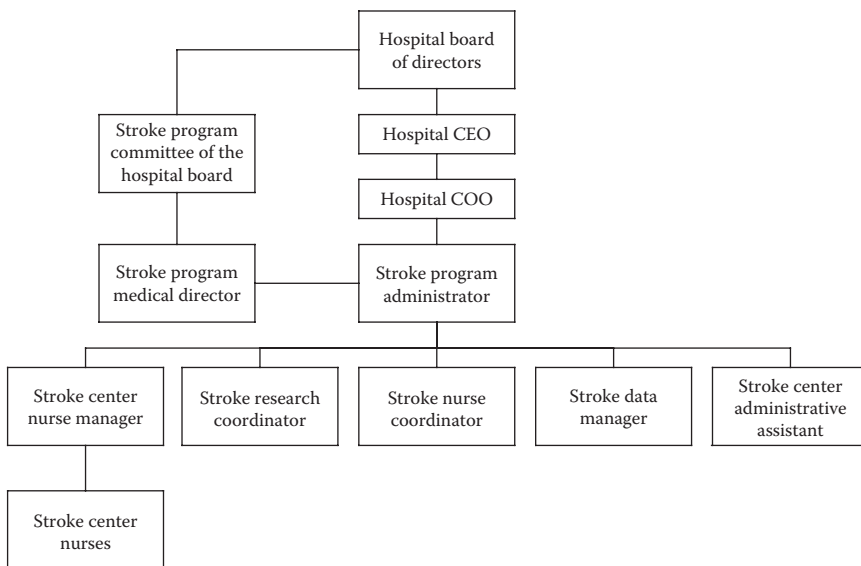 Hospital board
of directors
Stroke program
committee of the
hospital board
Hospital CEO
Hospital COO
Stroke program
medical director
Stroke program
administrator
Stroke center
nurse manager
Stroke research
coordinator
Stroke nurse
coordinator
Stroke data
manager
Stroke center
administrative
assistant
Stroke center
nurses